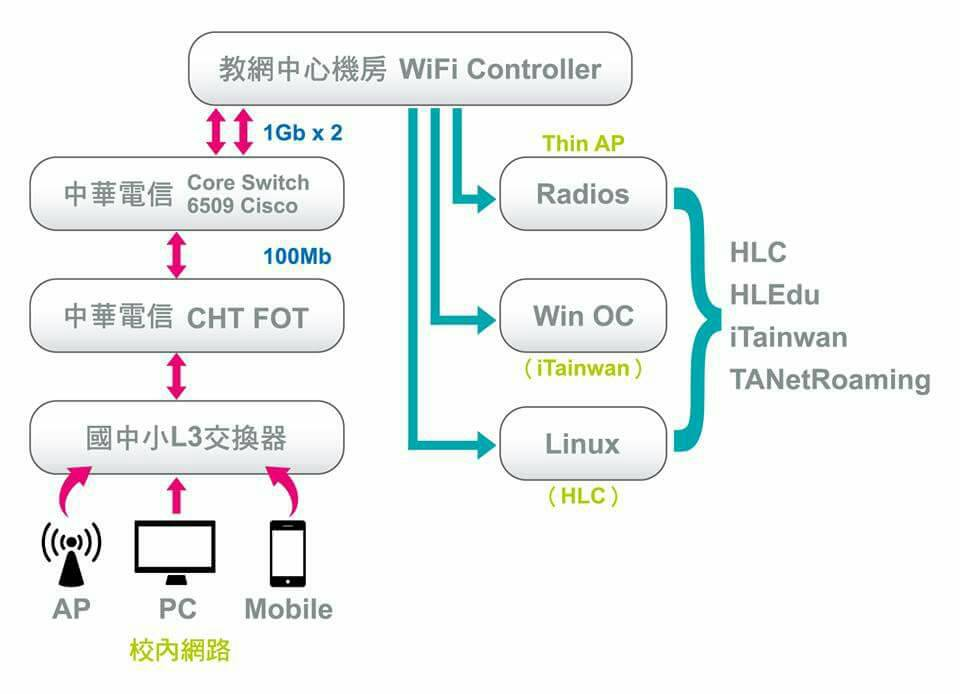 教網中心機房 WiFi Controller
1Gb x 2
中華電信 Core Switch
6509 Cisco
100Mb
中華電信 CHT FOT
國中小L3交換器
AP
PC
Mobile
校內網路
Thin AP
Radios
Win OC
（iTainwan）
Linux
（HLC）
HLC
HLEdu
iTainwan
TANetRoaming